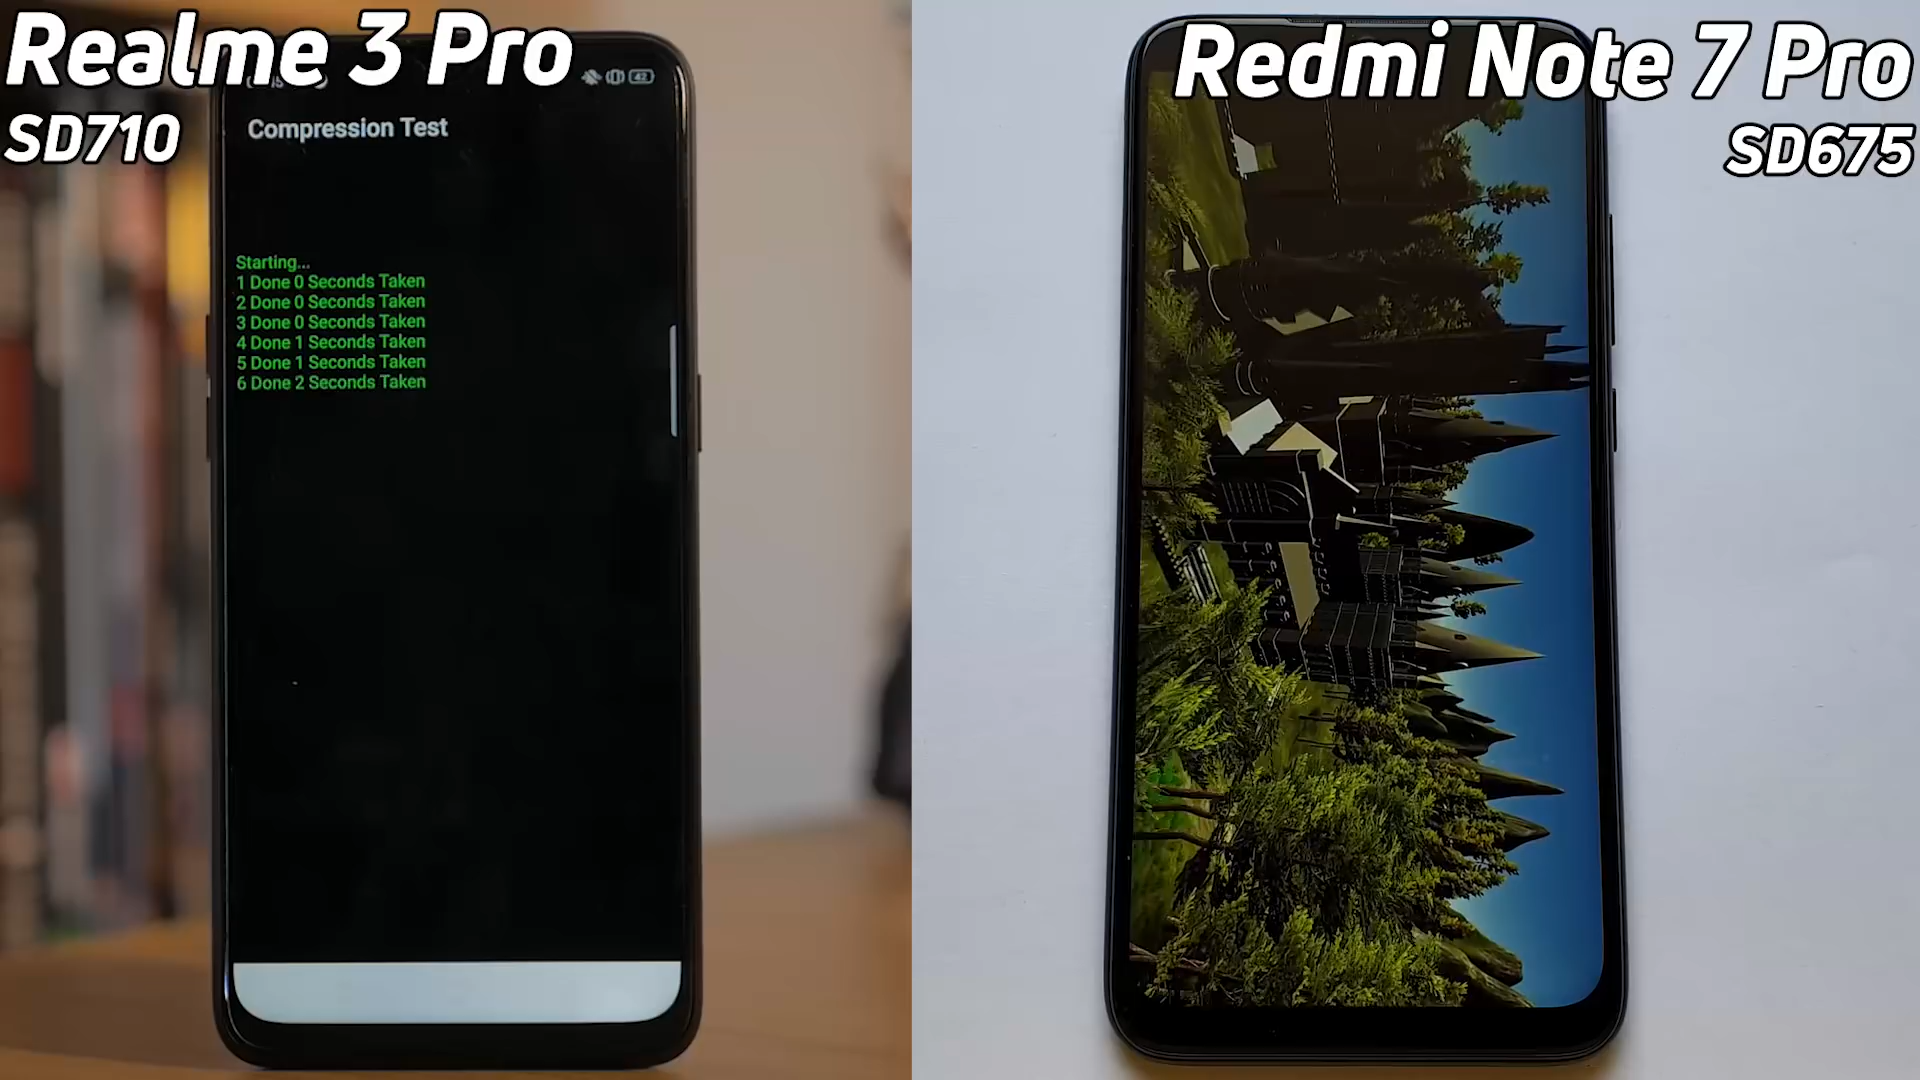 Realme 3 Pro
SD710
42
Compression Test
Starting...
1 Done 0 Seconds Taken
2 Done 0 Seconds Taken
3 Done 0 Seconds Taken
4 Done 1 Seconds Taken
5 Done 1 Seconds Taken
6 Done 2 Seconds Taken
Redmi Note 7 Pro
SD675